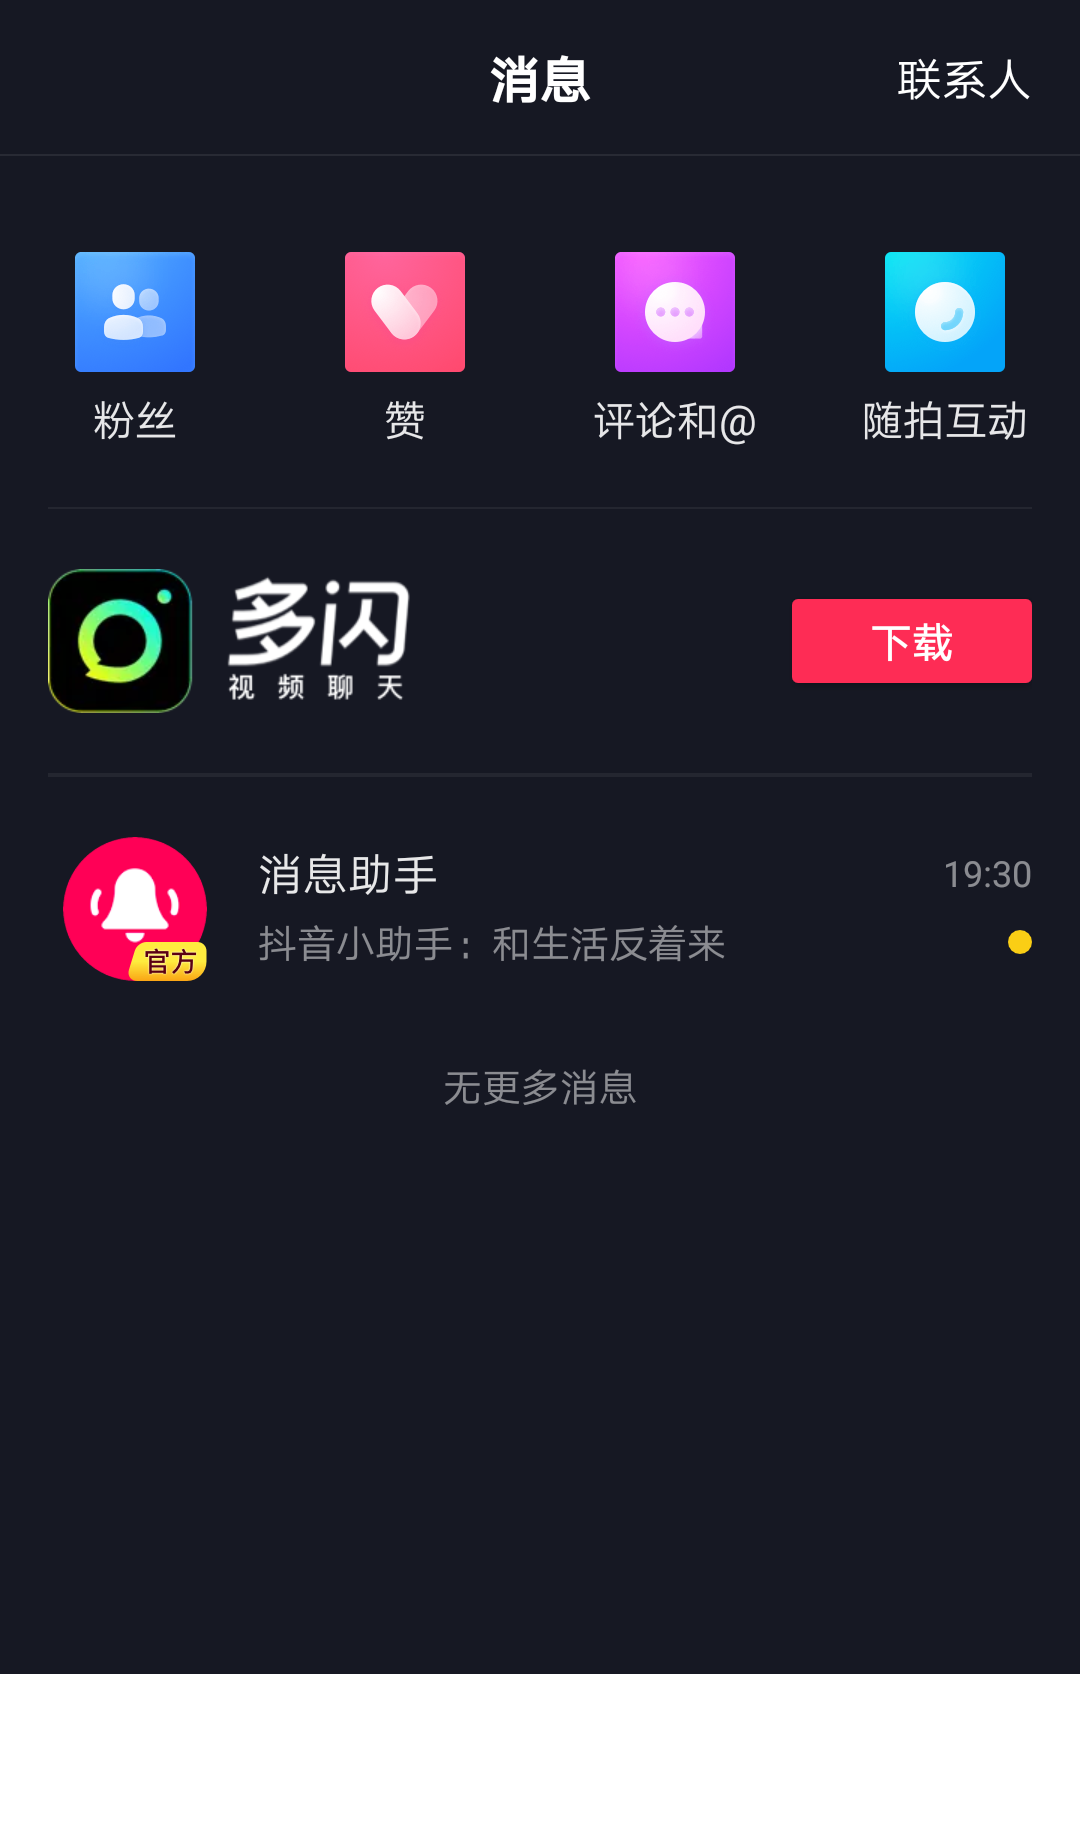 消息
联系人
粉丝
赞
评论和@
随拍互动
多闪
视频聊天
下载
消息助手
19:30
抖音小助手: 和生活反着来
官方
无更多消息